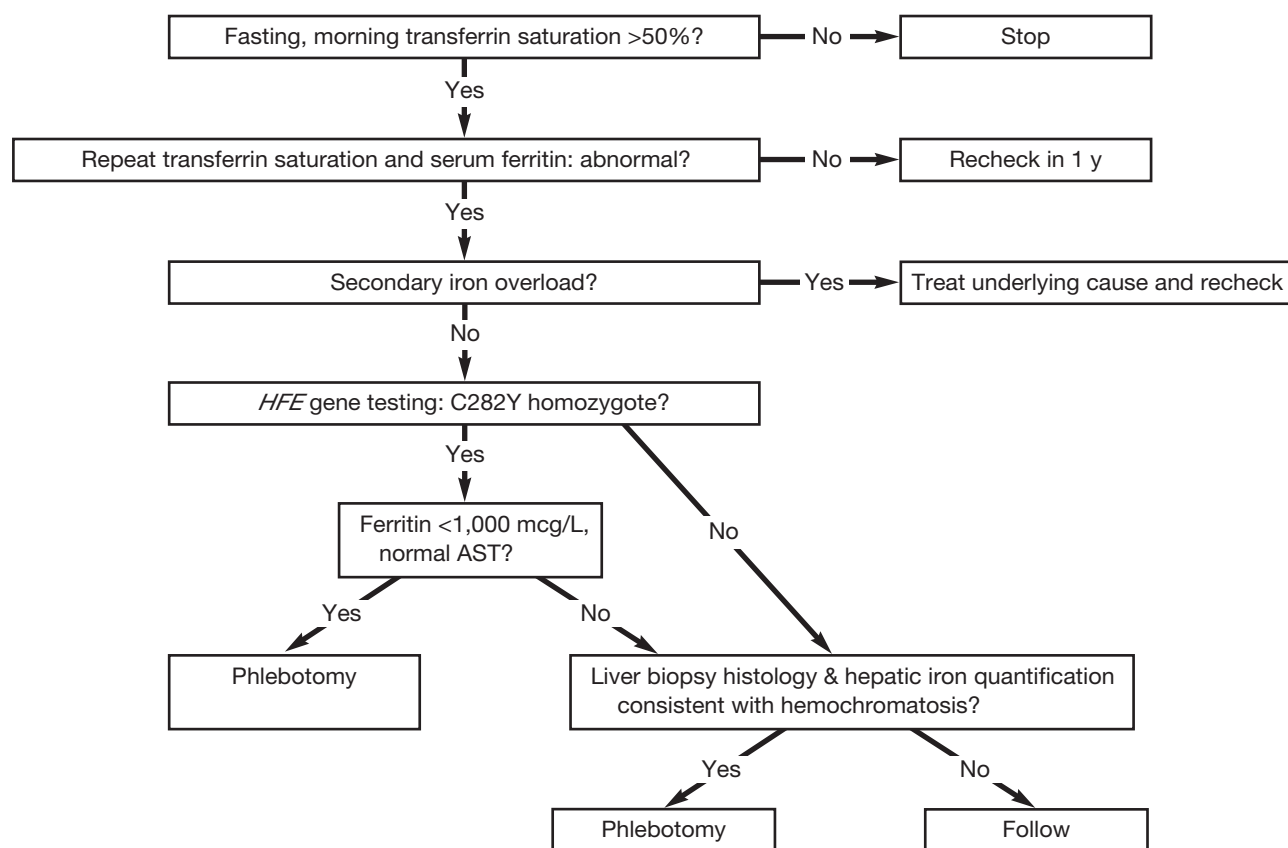 Fasting, morning transferrin saturation >50%?
No
Stop
Yes
Repeat transferrin saturation and serum ferritin: abnormal?
No
Recheck in 1 y
Yes
Secondary iron overload?
Yes
Treat underlying cause and recheck
No
HFE gene testing: C282Y homozygote?
Yes
No
Ferritin <1,000 mcg/L,
normal AST?
Yes
No
Phlebotomy
Liver biopsy histology & hepatic iron quantification
consistent with hemochromatosis?
Yes
No
Phlebotomy
Follow